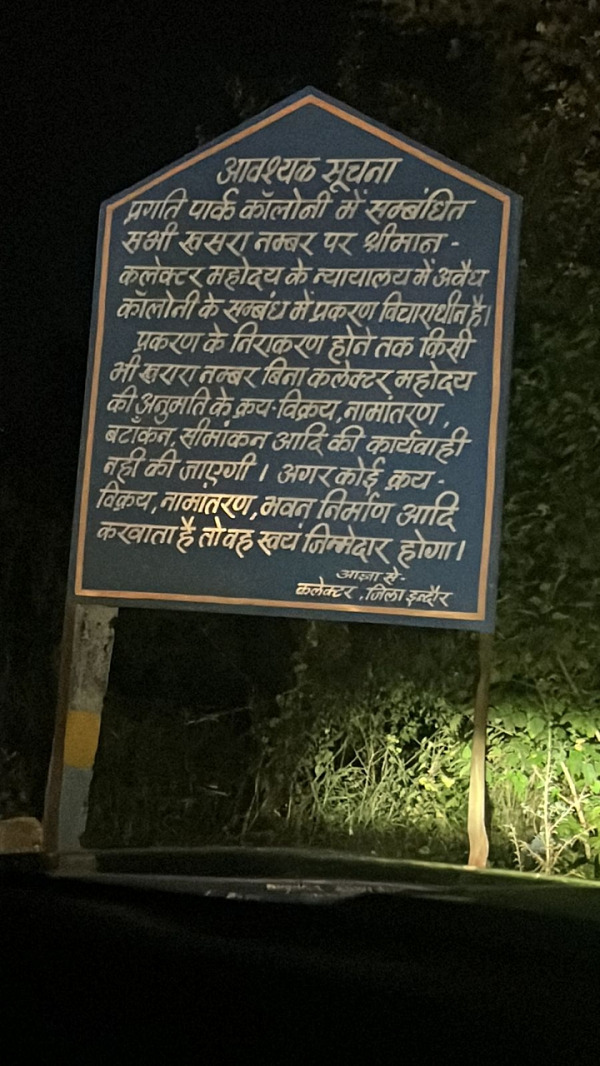 आवश्यक सूचना
प्रगति पार्क कॉलोनी में सम्बंधित
सभी खसरा नम्बर पर श्रीमान -
कलेक्टर महोदय के न्यायालय में अवैध
कॉलोनी के सम्बंध में प्रकरण विचाराधीन है।
प्रकरण के निराकरण होने तक किसी
भी खसरा नम्बर बिना कलेक्टर महोदय
की अनुमति के क्रय-विक्रय, नामांतरण,
बटाँकन, सीमांकन आदि की कार्यवाही
नही की जाएगी। अगर कोई क्रय -
विक्रय, नामांतरण, भवन निर्माण आदि
करवाता है तो वह स्वयं जिम्मेदार होगा।
आज्ञा से -
कलेक्टर, जिला इन्दौर